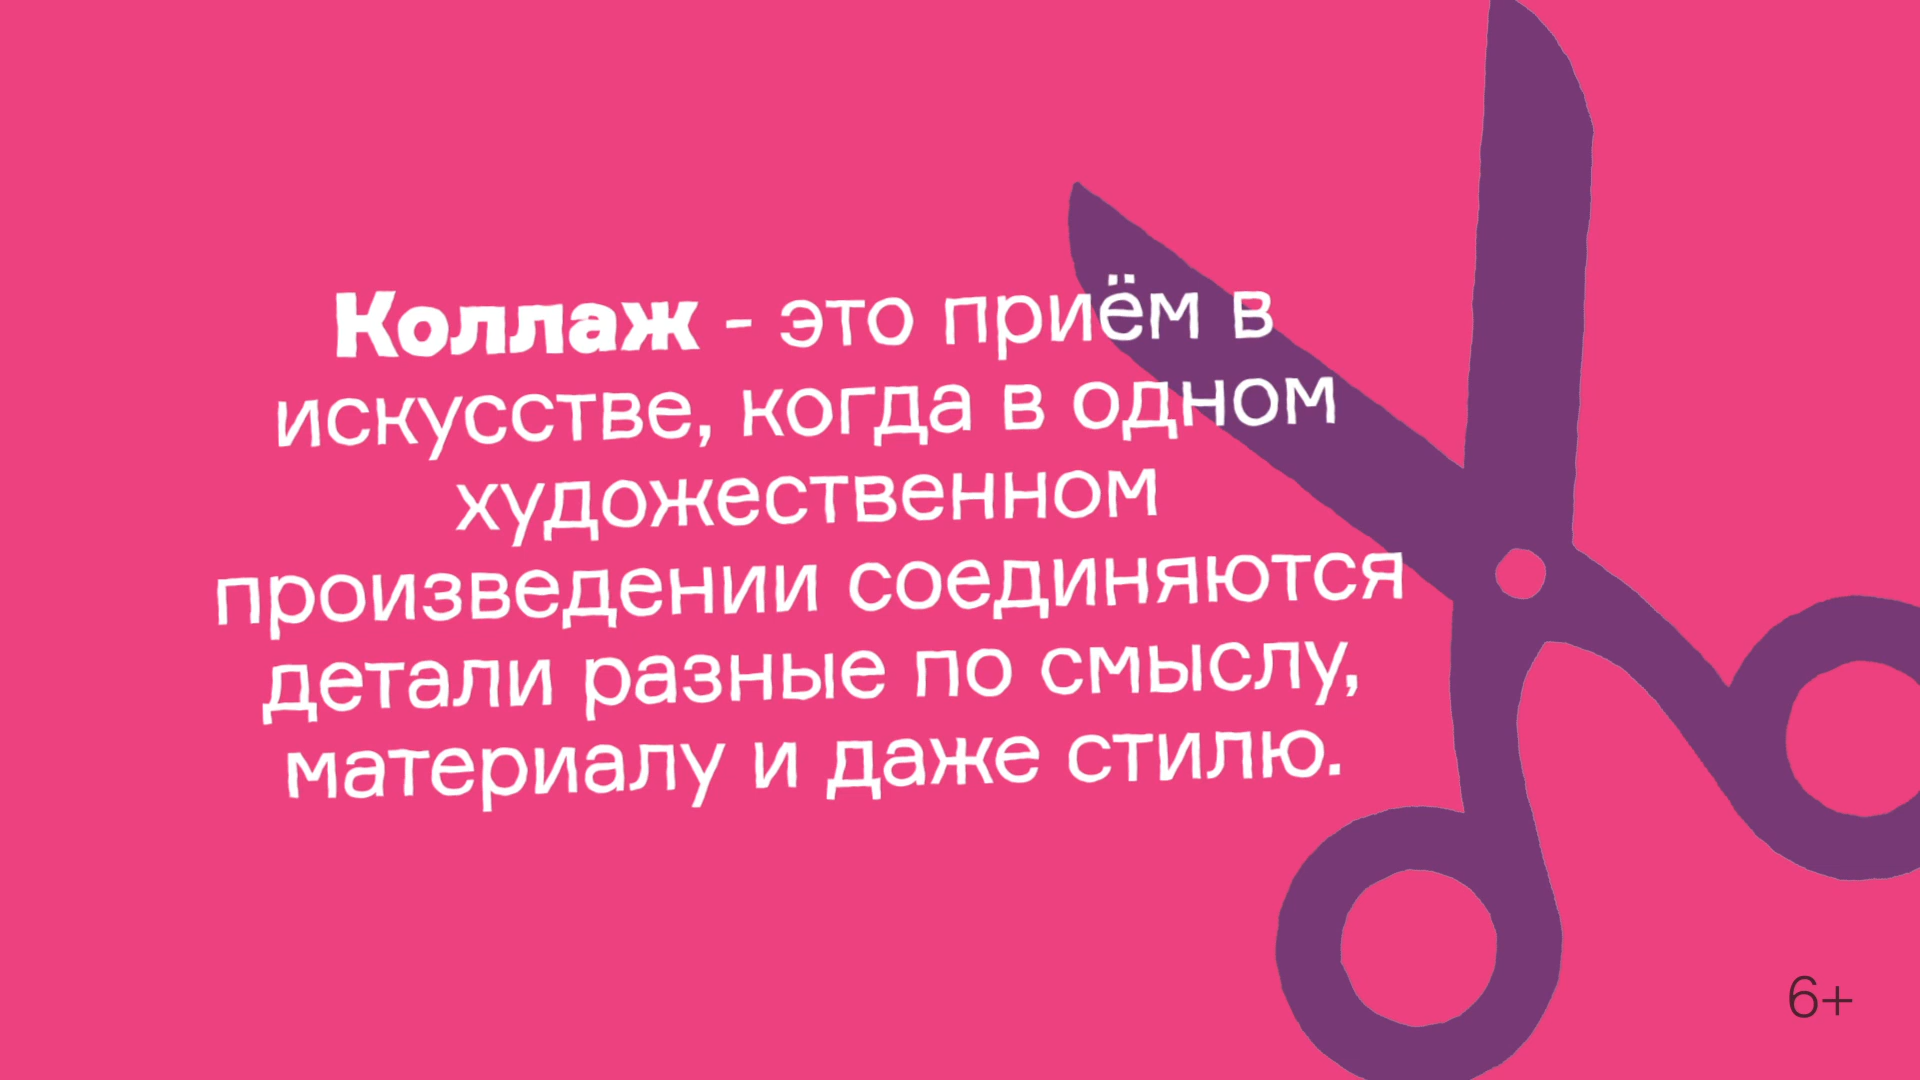 Коллаж - это приём в
искусстве, когда в одном
художественном
произведении соединяются
детали разные по смыслу,
материалу и даже стилю.
6+